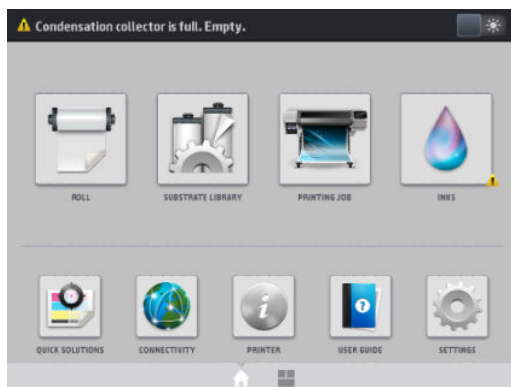 Condensation collector is full. Empty.
ROLL
SUBSTRATE LIBRARY
PRINTING JOB
INKS
QUICK SOLUTIONS
CONNECTIVITY
PRINTER
USER GUIDE
SETTINGS